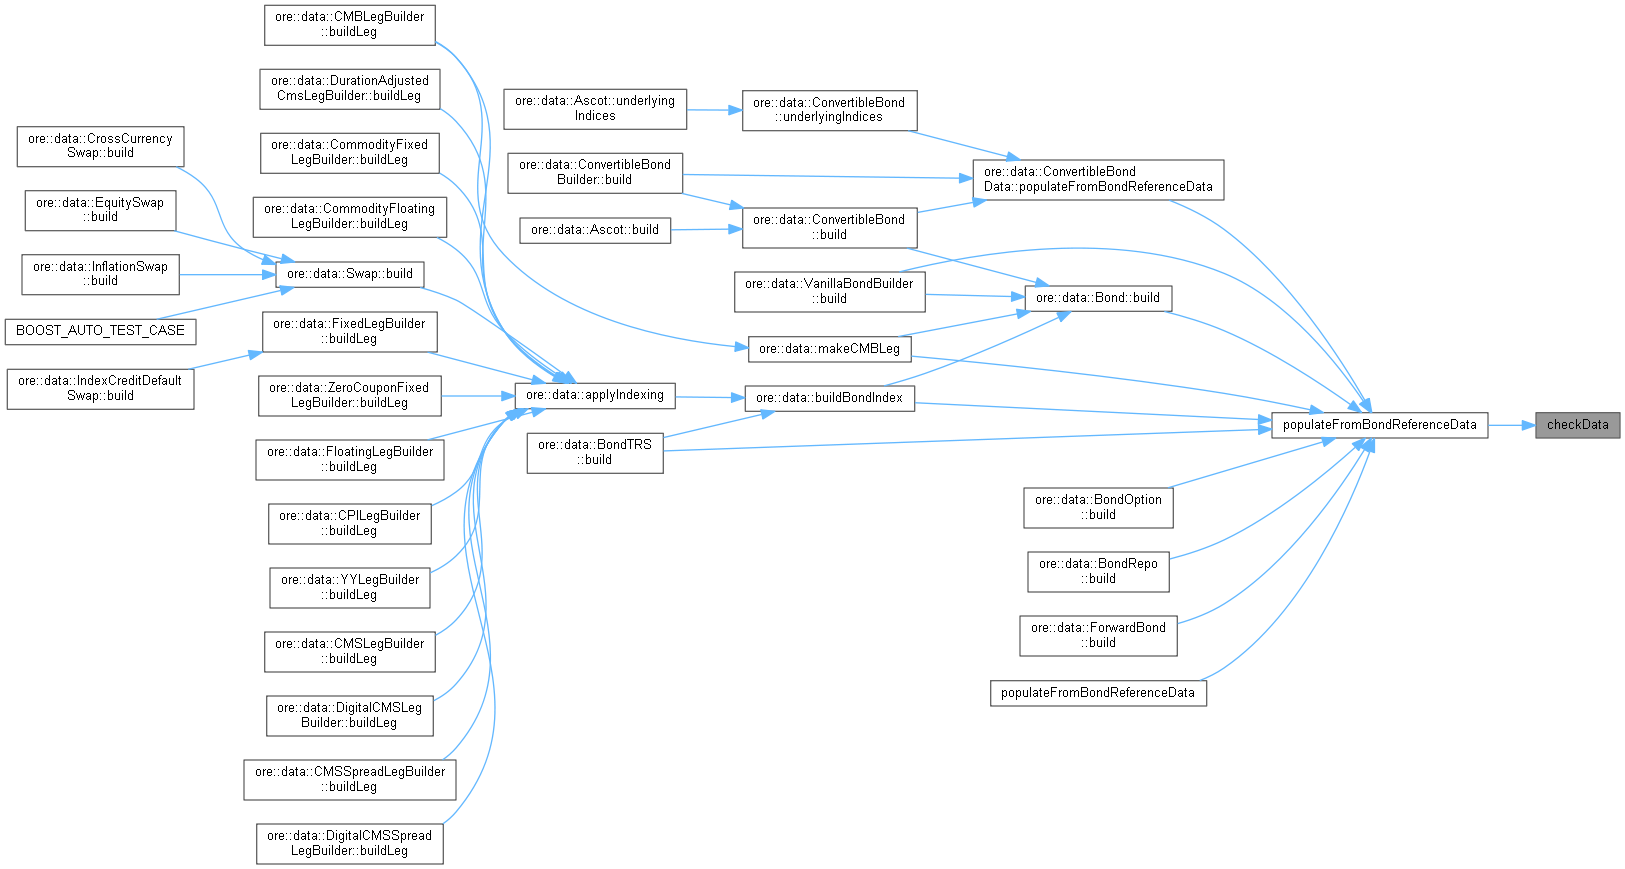 ore::data::CMBLegBuilder
::buildLeg
ore::data::DurationAdjusted
CmsLegBuilder::buildLeg
ore::data::CommodityFixed
LegBuilder::buildLeg
ore::data::CommodityFloating
LegBuilder::buildLeg
ore::data::CrossCurrency
Swap::build
ore::data::EquitySwap
::build
ore::data::InflationSwap
::build
BOOST_AUTO_TEST_CASE
ore::data::IndexCreditDefault
Swap::build
ore::data::Swap::build
ore::data::FixedLegBuilder
::buildLeg
ore::data::ZeroCouponFixed
LegBuilder::buildLeg
ore::data::FloatingLegBuilder
::buildLeg
ore::data::CPILegBuilder
::buildLeg
ore::data::YYLegBuilder
::buildLeg
ore::data::CMSLegBuilder
::buildLeg
ore::data::DigitalCMSLeg
Builder::buildLeg
ore::data::CMSSpreadLegBuilder
::buildLeg
ore::data::DigitalCMSSpread
LegBuilder::buildLeg
ore::data::Ascot::underlying
Indices
ore::data::ConvertibleBond
Builder::build
ore::data::Ascot::build
ore::data::applyIndexing
ore::data::BondTRS
::build
ore::data::ConvertibleBond
::underlyingIndices
ore::data::ConvertibleBond
::build
ore::data::VanillaBondBuilder
::build
ore::data::makeCMBLeg
ore::data::buildBondIndex
ore::data::ConvertibleBond
Data::populateFromBondReferenceData
ore::data::Bond::build
ore::data::BondOption
::build
ore::data::BondRepo
::build
ore::data::ForwardBond
::build
populateFromBondReferenceData
populateFromBondReferenceData
checkData